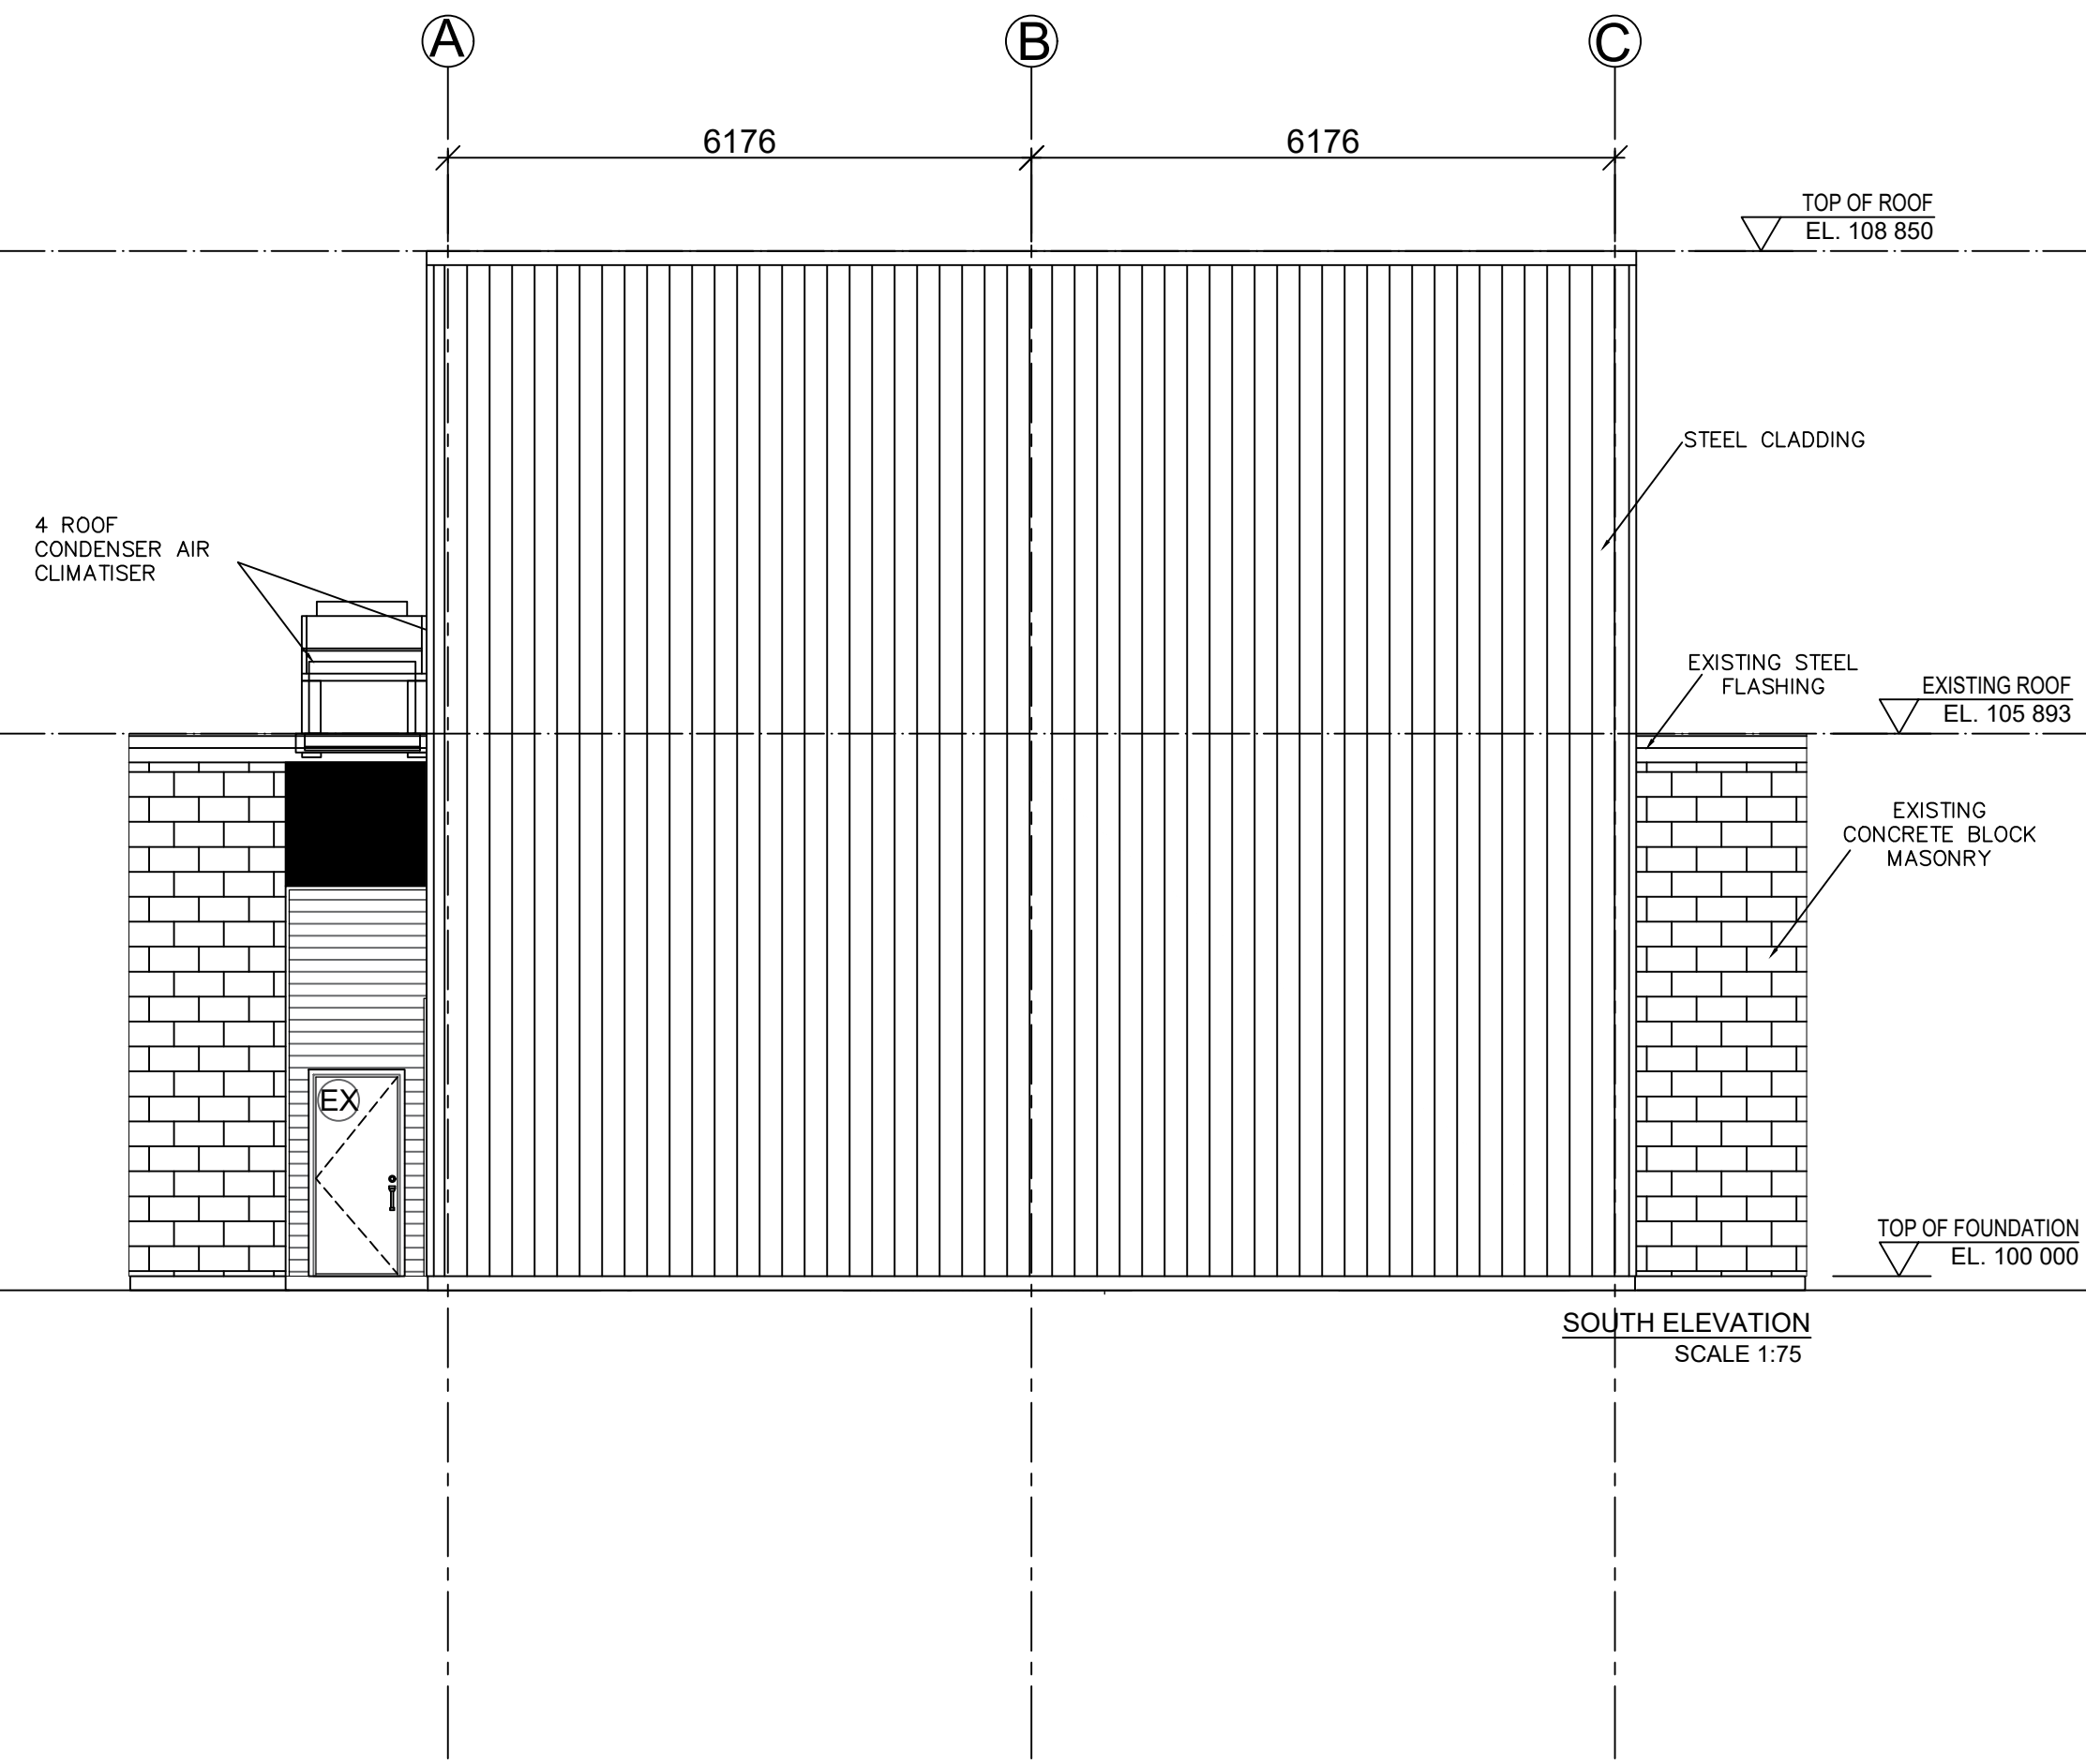 A B C
6176 6176
TOP OF ROOF
EL. 108 850
STEEL CLADDING
4 ROOF
CONDENSER AIR
CLIMATISER
EXISTING STEEL
FLASHING
EXISTING ROOF
EL. 105 893
EXISTING
CONCRETE BLOCK
MASONRY
EX
TOP OF FOUNDATION
EL. 100 000
SOUTH ELEVATION
SCALE 1:75